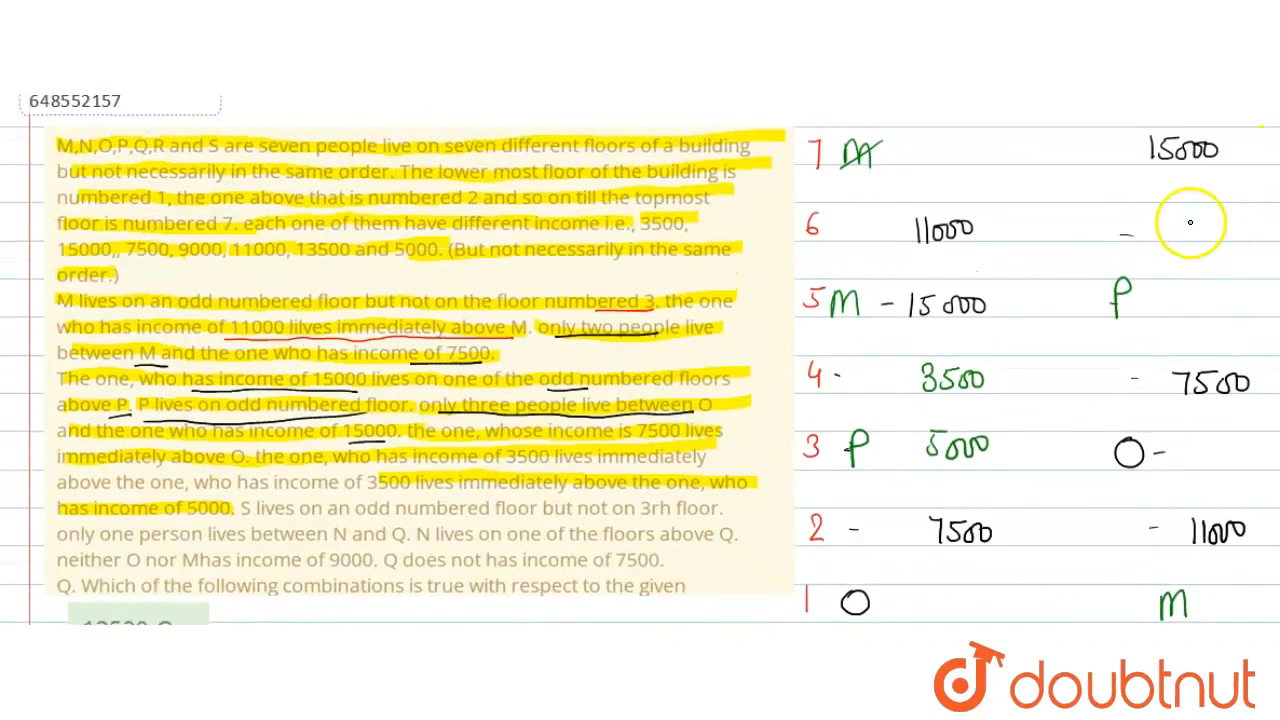 648552157
M,N,O,P,Q,R and S are seven people live on seven different floors of a building
but not necessarily in the same order. The lower most floor of the building is
numbered 1, the one above that is numbered 2 and so on till the topmost
floor is numbered 7. each one of them have different income i.e., 3500,
15000,, 7500, 9000, 11000, 13500 and 5000. (But not necessarily in the same
order.)
M lives on an odd numbered floor but not on the floor numbered 3. the one
who has income of 11000 lilves immediately above M. only two people live
between M and the one who has income of 7500.
The one, who has income of 15000 lives on one of the odd numbered floors
above P. P lives on odd numbered floor. only three people live between O
and the one who has income of 15000. the one, whose income is 7500 lives
immediately above O. the one, who has income of 3500 lives immediately
above the one, who has income of 3500 lives immediately above the one, who
has income of 5000. S lives on an odd numbered floor but not on 3rh floor.
only one person lives between N and Q. N lives on one of the floors above Q.
neither O nor Mhas income of 9000. Q does not has income of 7500.
Q. Which of the following combinations is true with respect to the given
7 M 15000
6 11000 -
5 M - 15000 P
4 - 3500 - 7500
3 P 5000 O -
2 - 7500 - 11000
1 O M
doubtnut